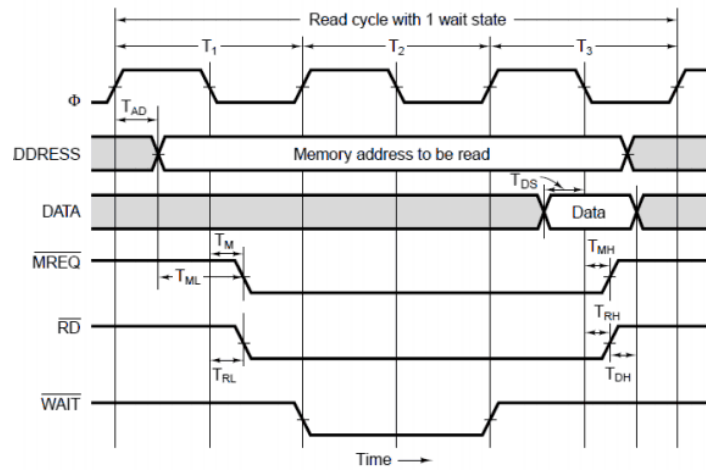 Read cycle with 1 wait state
T1 T2 T3
Φ
TAD
DDRESS Memory address to be read
TDS
DATA Data
TM TMH
MREQ
TML
TRH
RD
TRL TDH
WAIT
Time